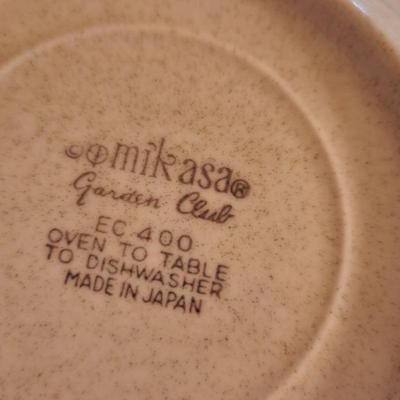 ©mikasa®
Garden Club
EC 400
OVEN TO TABLE
TO DISHWASHER
MADE IN JAPAN